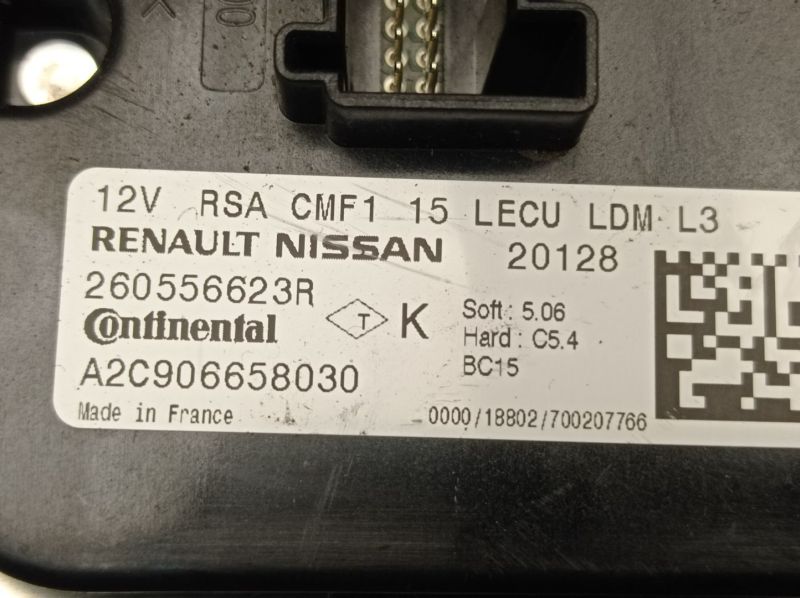 12V RSA CMF1 15 LECU LDM L3
RENAULT NISSAN 20128
260556623R
Continental T K
A2C906658030
Soft: 5.06
Hard: C5.4
BC15
Made in France
0000/18802/700207766